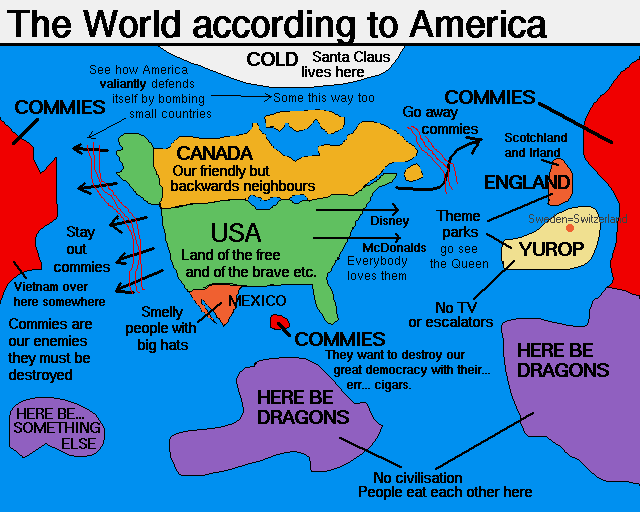 The World according to America
COLD
Santa Claus
lives here
See how America
valiantly defends
itself by bombing
small countries
Some this way too
COMMIES
COMMIES
Go away
commies
Scotchland
and Irland
CANADA
Our friendly but
backwards neighbours
ENGLAND
Sweden=Switzerland
USA
Land of the free
and of the brave etc.
Disney
McDonalds
Everybody
loves them
Theme
parks
go see
the Queen
YUROP
Stay
out
commies
Vietnam over
here somewhere
Commies are
our enemies
they must be
destroyed
Smelly
people with
big hats
MEXICO
No TV
or escalators
COMMIES
They want to destroy our
great democracy with their...
err... cigars.
HERE BE
DRAGONS
HERE BE
DRAGONS
HERE BE...
SOMETHING
ELSE
No civilisation
People eat each other here